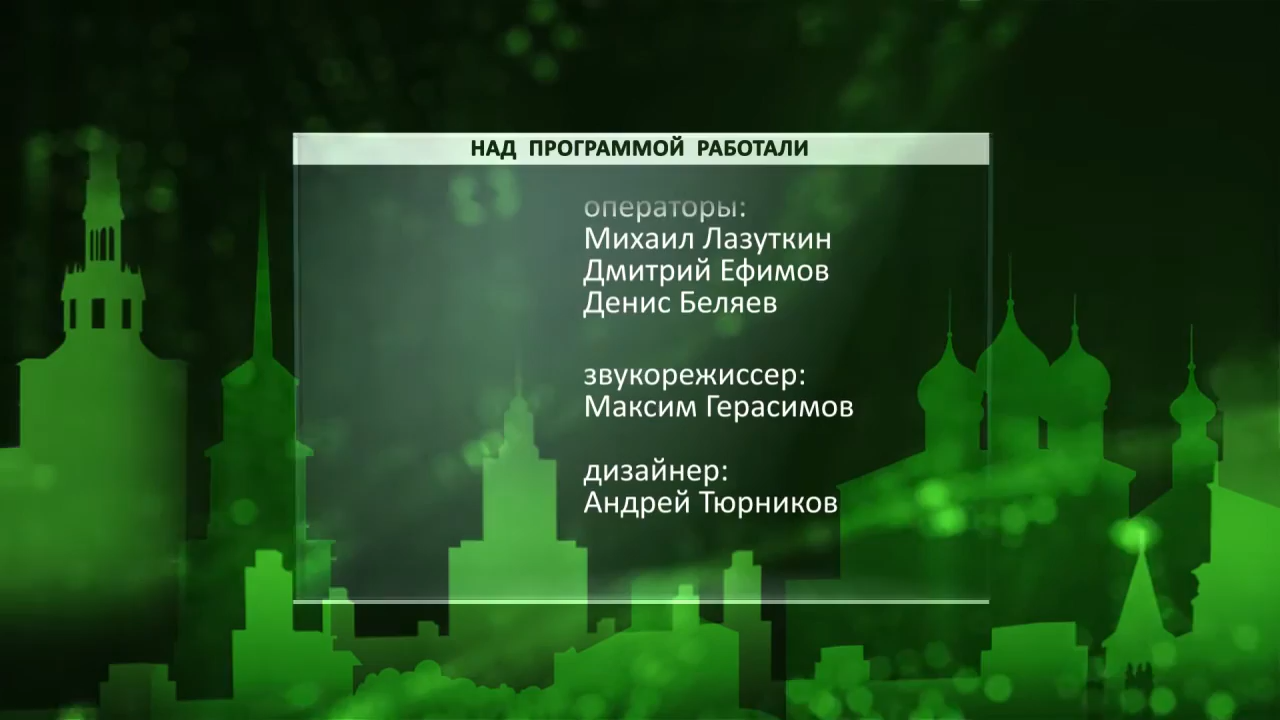 НАД ПРОГРАММОЙ РАБОТАЛИ
операторы:
Михаил Лазуткин
Дмитрий Ефимов
Денис Беляев
звукорежиссер:
Максим Герасимов
дизайнер:
Андрей Тюрников